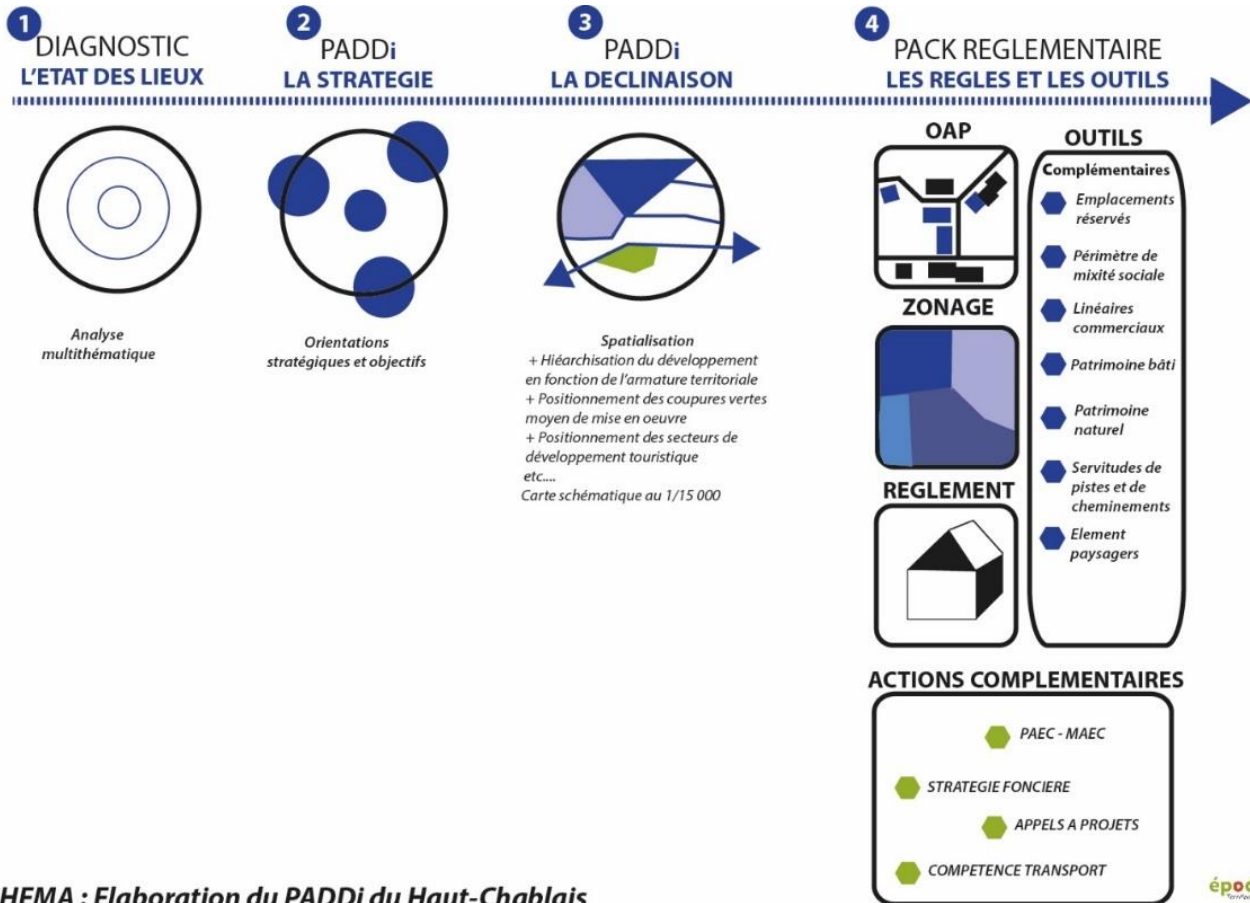 1
DIAGNOSTIC
L'ETAT DES LIEUX
Analyse
multithématique
2
PADDi
LA STRATEGIE
Orientations
stratégiques et objectifs
3
PADDi
LA DECLINAISON
Spatialisation
+ Hiéarchisation du développement
en fonction de l'armature territoriale
+ Positionnement des coupures vertes
moyen de mise en oeuvre
+ Positionnement des secteurs de
développement touristique
etc....
Carte schématique au 1/15 000
4
PACK REGLEMENTAIRE
LES REGLES ET LES OUTILS
OAP
ZONAGE
REGLEMENT
OUTILS
Complémentaires
Emplacements
réservés
Périmètre de
mixité sociale
Linéaires
commerciaux
Patrimoine bâti
Patrimoine
naturel
Servitudes de
pistes et de
cheminements
Element
paysagers
ACTIONS COMPLEMENTAIRES
PAEC - MAEC
STRATEGIE FONCIERE
APPELS A PROJETS
COMPETENCE TRANSPORT
HEMA : Elaboration du PADDi du Haut-Chablais